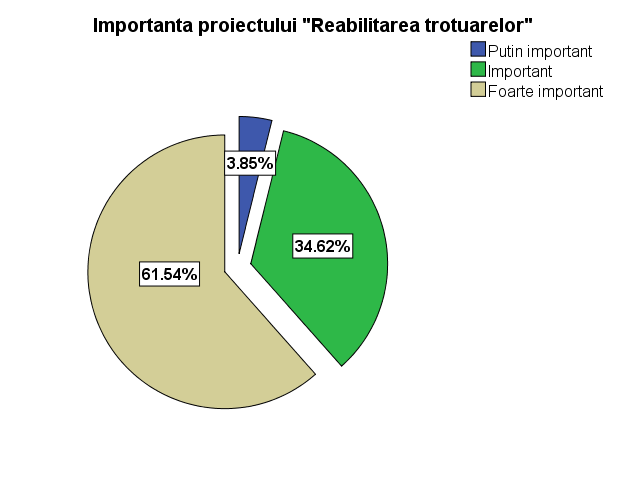 Importanta proiectului "Reabilitarea trotuarelor"
Putin important
Important
Foarte important
3.85%
34.62%
61.54%